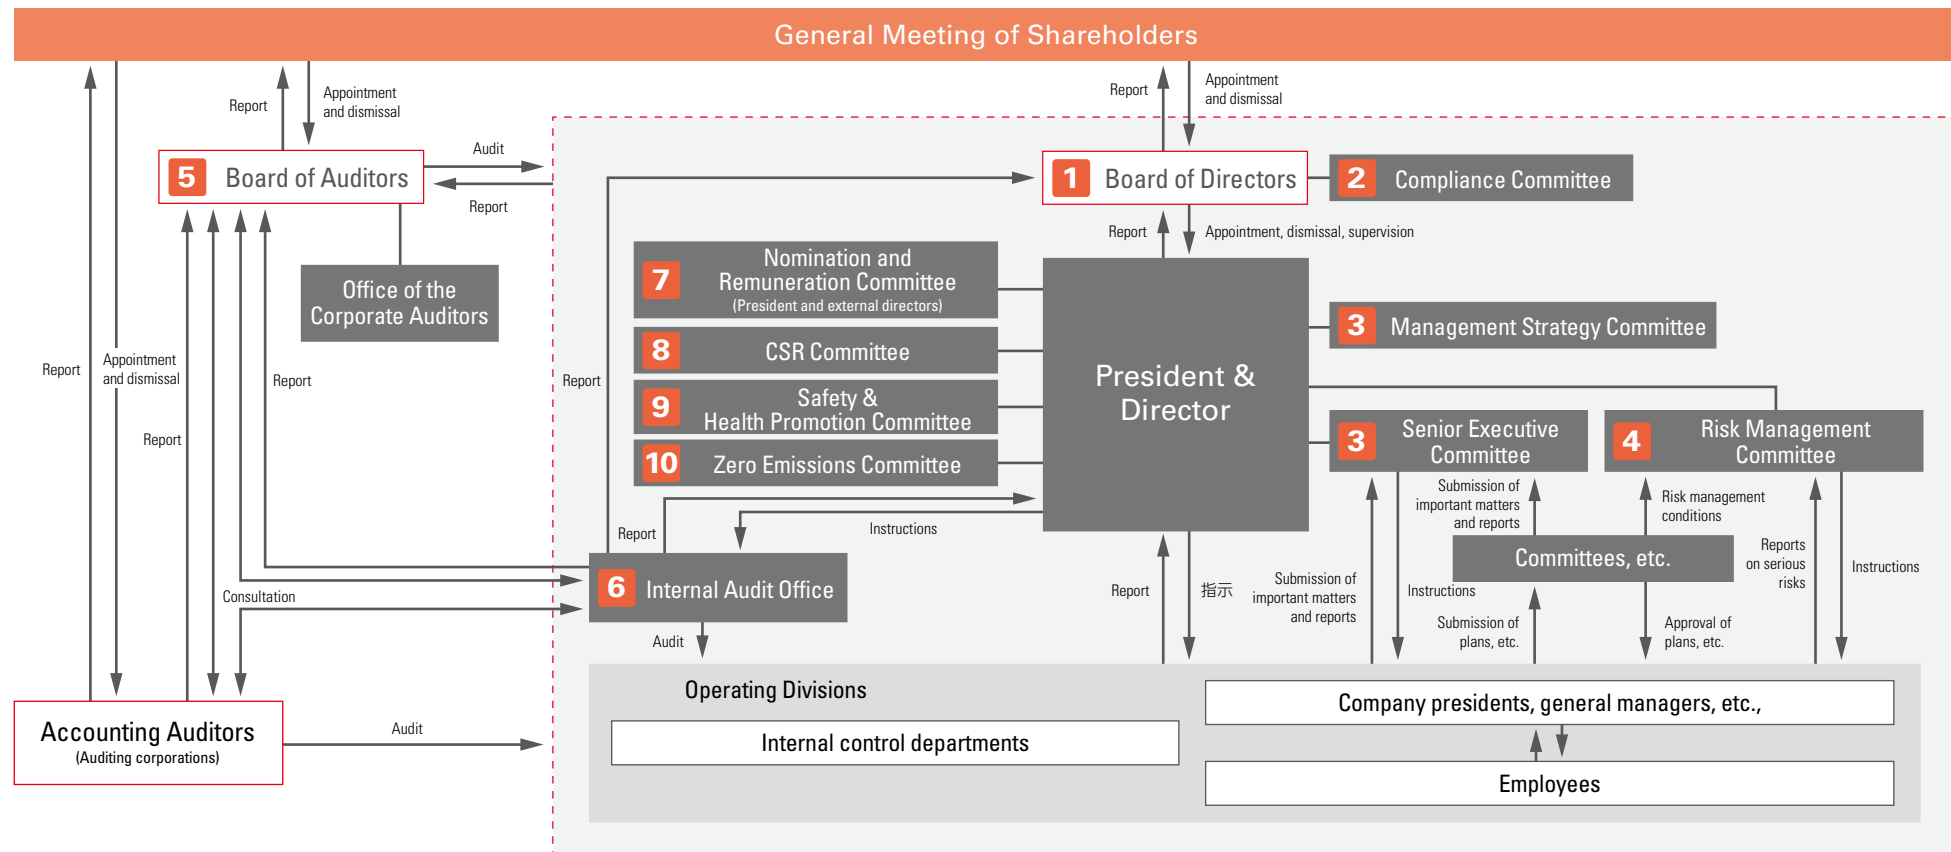 General Meeting of Shareholders
Report
Appointment
and dismissal
Report
Appointment
and dismissal
Audit
Report
5 Board of Auditors
1 Board of Directors
2 Compliance Committee
Report
Appointment, dismissal, supervision
Office of the
Corporate Auditors
7 Nomination and
Remuneration Committee
(President and external directors)
8 CSR Committee
9 Safety &
Health Promotion Committee
10 Zero Emissions Committee
President &
Director
3 Management Strategy Committee
3 Senior Executive
Committee
4 Risk Management
Committee
Report
Appointment
and dismissal
Report
Report
Report
Report
Instructions
Submission of
important matters
and reports
Risk management
conditions
Committees, etc.
Reports
on serious
risks
Instructions
6 Internal Audit Office
Consultation
Audit
Report
指示
Submission of
important matters
and reports
Instructions
Submission of
plans, etc.
Approval of
plans, etc.
Operating Divisions
Internal control departments
Company presidents, general managers, etc.,
Employees
Accounting Auditors
(Auditing corporations)
Audit